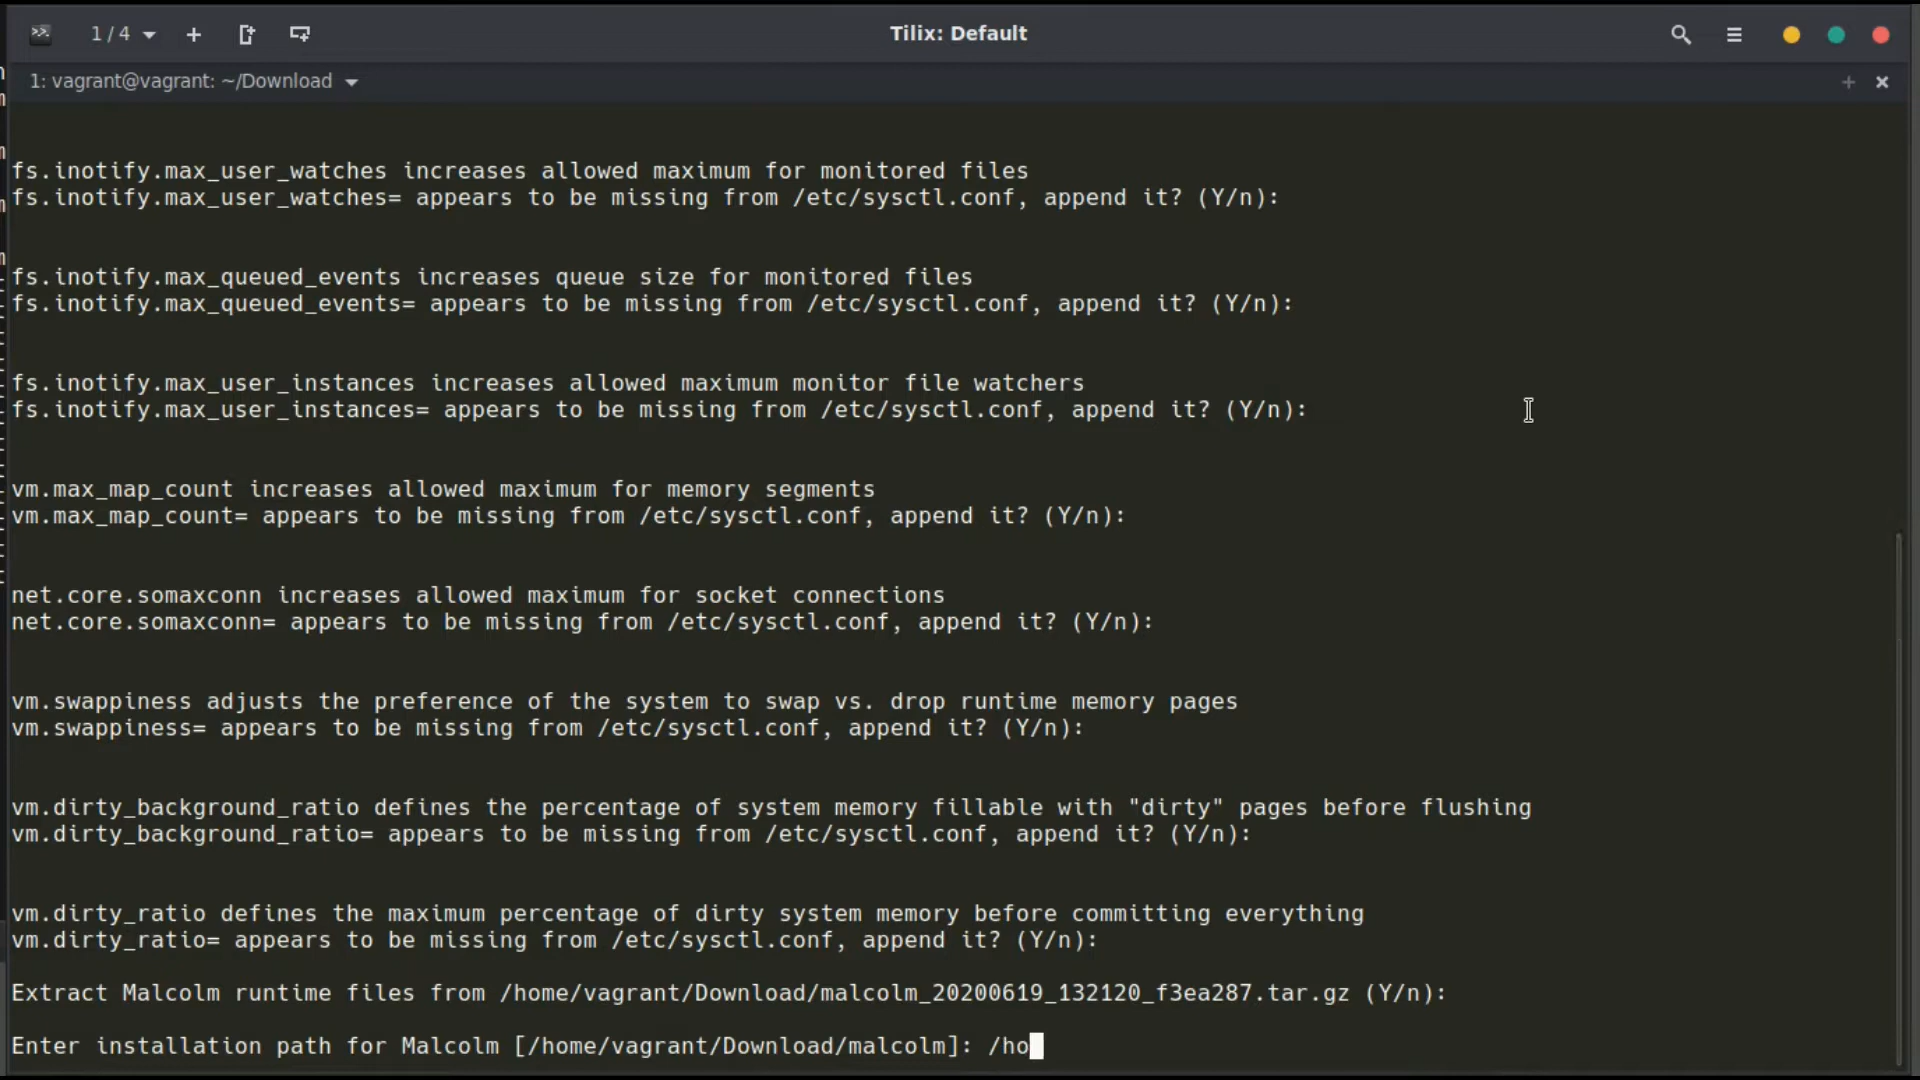 1 / 4
Tilix: Default
1: vagrant@vagrant: ~/Download
fs.inotify.max_user_watches increases allowed maximum for monitored files
fs.inotify.max_user_watches= appears to be missing from /etc/sysctl.conf, append it? (Y/n):
fs.inotify.max_queued_events increases queue size for monitored files
fs.inotify.max_queued_events= appears to be missing from /etc/sysctl.conf, append it? (Y/n):
fs.inotify.max_user_instances increases allowed maximum monitor file watchers
fs.inotify.max_user_instances= appears to be missing from /etc/sysctl.conf, append it? (Y/n):
vm.max_map_count increases allowed maximum for memory segments
vm.max_map_count= appears to be missing from /etc/sysctl.conf, append it? (Y/n):
net.core.somaxconn increases allowed maximum for socket connections
net.core.somaxconn= appears to be missing from /etc/sysctl.conf, append it? (Y/n):
vm.swappiness adjusts the preference of the system to swap vs. drop runtime memory pages
vm.swappiness= appears to be missing from /etc/sysctl.conf, append it? (Y/n):
vm.dirty_background_ratio defines the percentage of system memory fillable with "dirty" pages before flushing
vm.dirty_background_ratio= appears to be missing from /etc/sysctl.conf, append it? (Y/n):
vm.dirty_ratio defines the maximum percentage of dirty system memory before committing everything
vm.dirty_ratio= appears to be missing from /etc/sysctl.conf, append it? (Y/n):
Extract Malcolm runtime files from /home/vagrant/Download/malcolm_20200619_132120_f3ea287.tar.gz (Y/n):
Enter installation path for Malcolm [/home/vagrant/Download/malcolm]: /ho